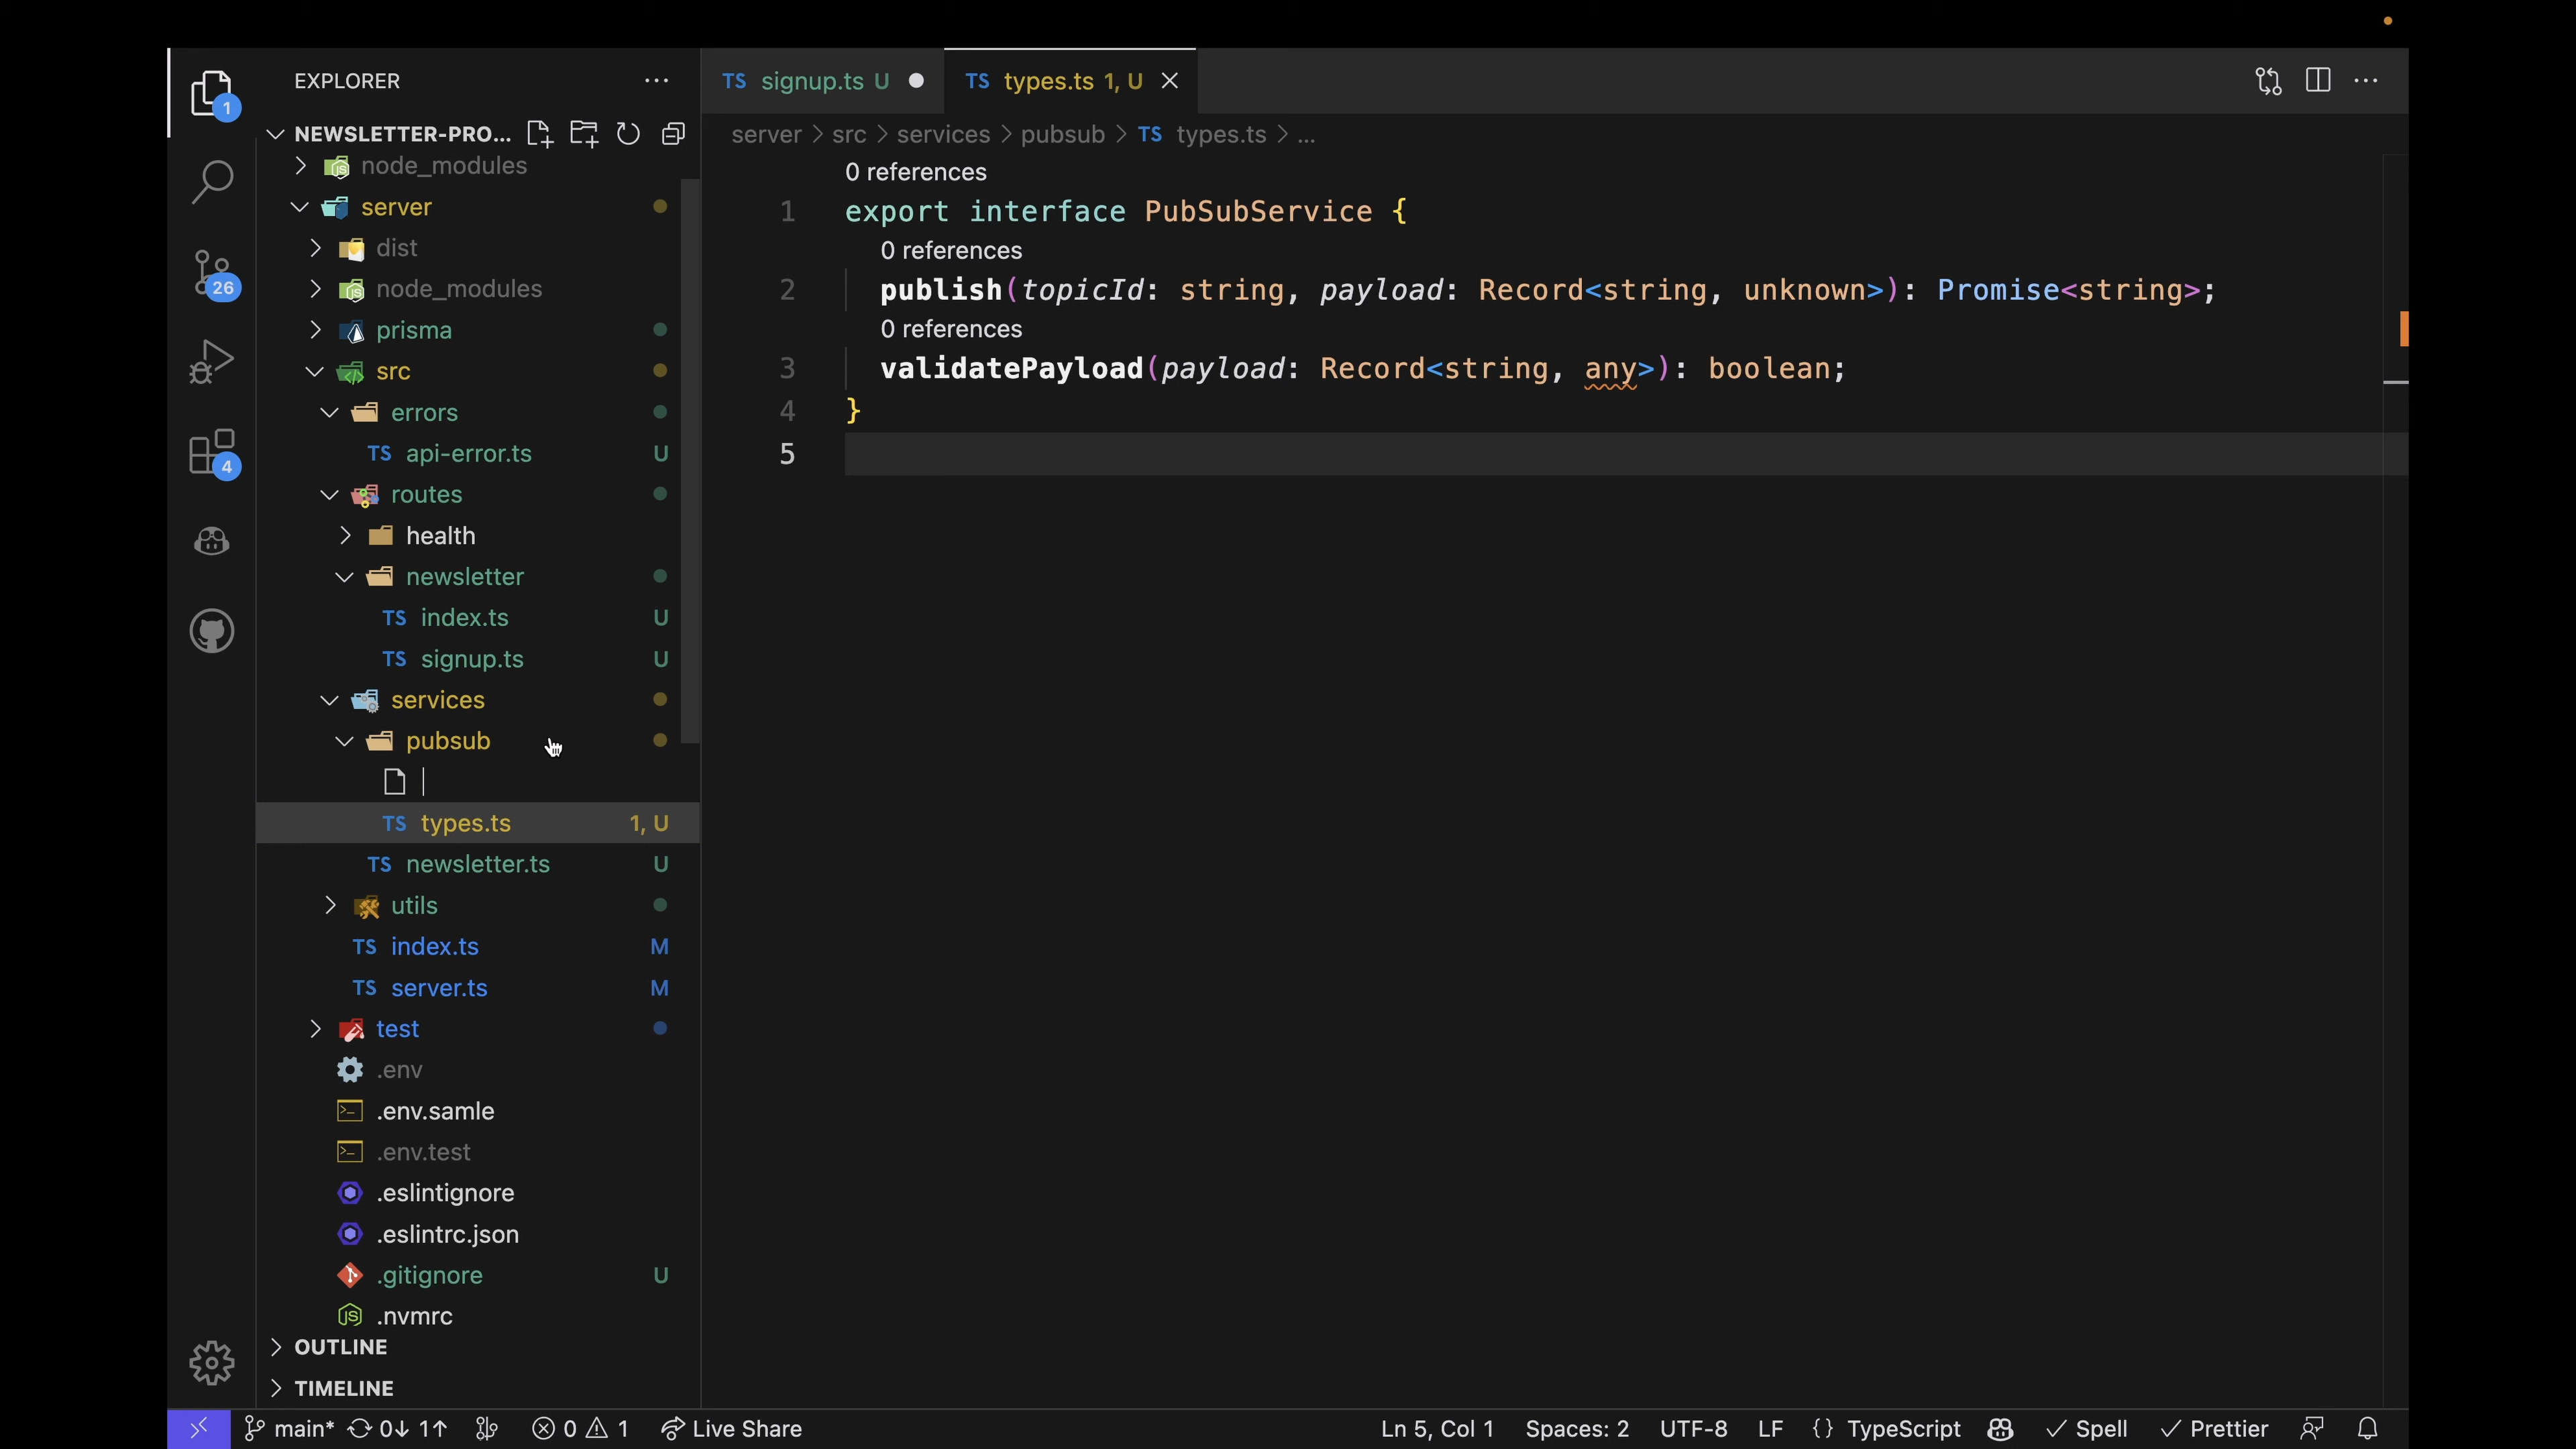 EXPLORER
NEWSLETTER-PRO...
node_modules
server
dist
node_modules
prisma
src
errors
TS api-error.ts U
routes
health
newsletter
TS index.ts U
TS signup.ts U
services
pubsub
TS types.ts 1, U
TS newsletter.ts U
utils
TS index.ts M
TS server.ts M
test
.env
.env.samle
.env.test
.eslintignore
.eslintrc.json
.gitignore U
.nvmrc
OUTLINE
TIMELINE
1
26
4
TS signup.ts U
TS types.ts 1, U
server > src > services > pubsub > TS types.ts > ...
0 references
1 export interface PubSubService {
0 references
2 publish(topicId: string, payload: Record<string, unknown>): Promise<string>;
0 references
3 validatePayload(payload: Record<string, any>): boolean;
4 }
5
main* 0↓ 1↑ 0 1 Live Share Ln 5, Col 1 Spaces: 2 UTF-8 LF {} TypeScript Spell Prettier